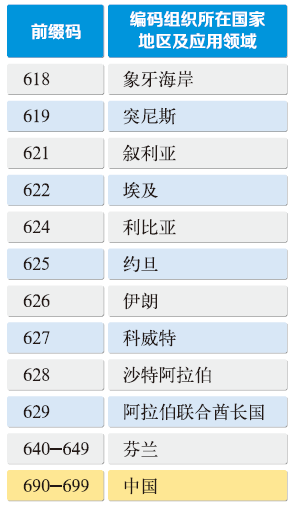 前缀码
编码组织所在国家
地区及应用领域
618 象牙海岸
619 突尼斯
621 叙利亚
622 埃及
624 利比亚
625 约旦
626 伊朗
627 科威特
628 沙特阿拉伯
629 阿拉伯联合酋长国
640—649 芬兰
690—699 中国